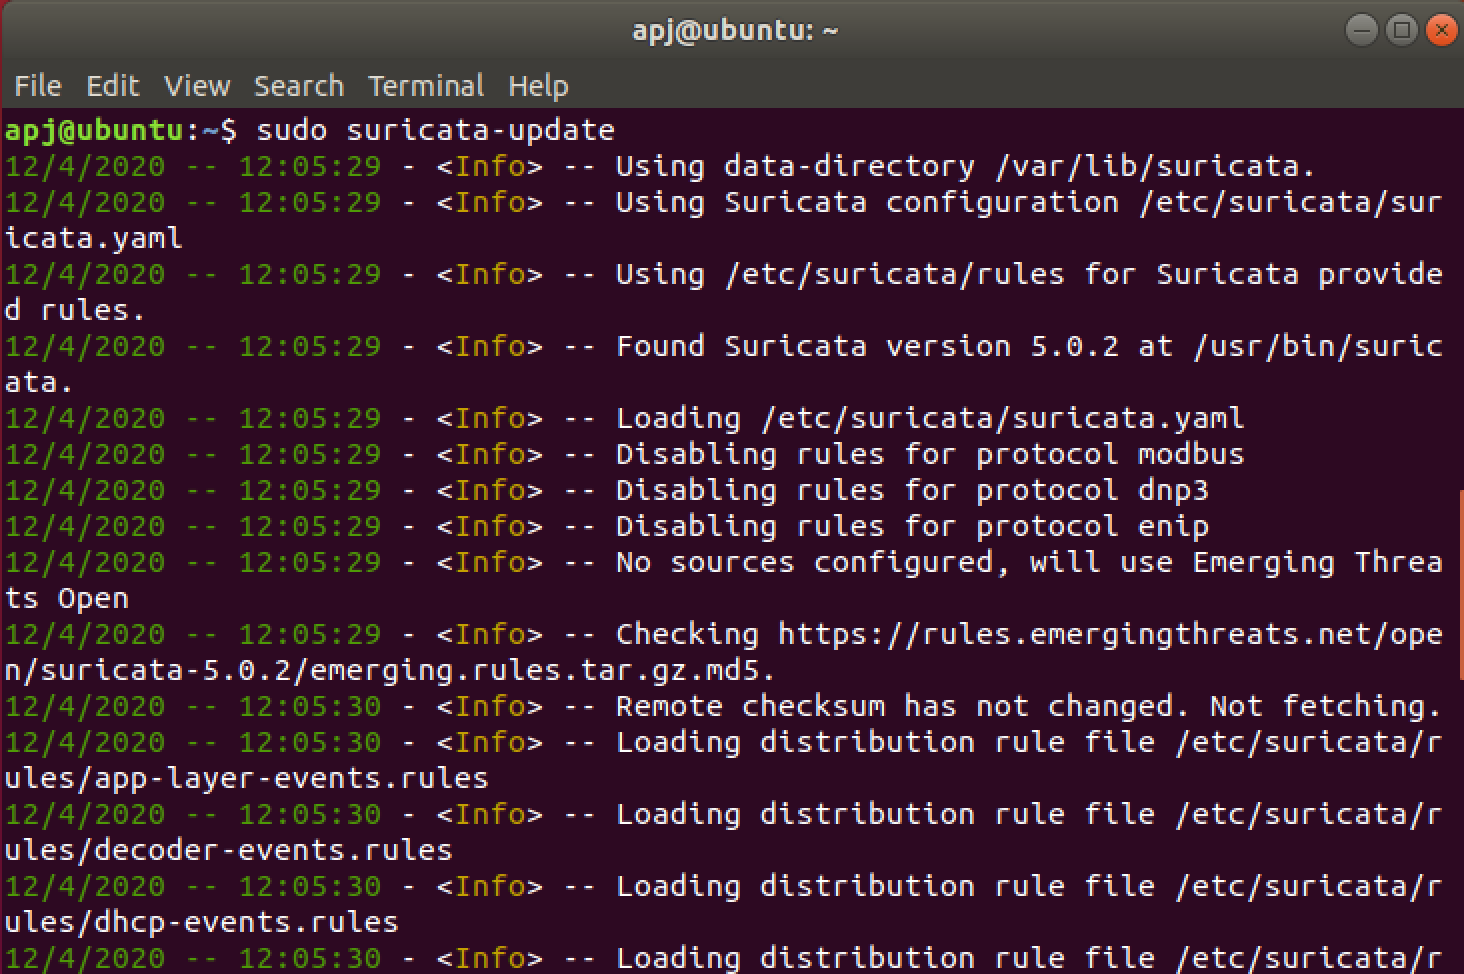 apj@ubuntu: ~
File Edit View Search Terminal Help
apj@ubuntu:~$ sudo suricata-update
12/4/2020 -- 12:05:29 - <Info> -- Using data-directory /var/lib/suricata.
12/4/2020 -- 12:05:29 - <Info> -- Using Suricata configuration /etc/suricata/sur
icata.yaml
12/4/2020 -- 12:05:29 - <Info> -- Using /etc/suricata/rules for Suricata provide
d rules.
12/4/2020 -- 12:05:29 - <Info> -- Found Suricata version 5.0.2 at /usr/bin/suric
ata.
12/4/2020 -- 12:05:29 - <Info> -- Loading /etc/suricata/suricata.yaml
12/4/2020 -- 12:05:29 - <Info> -- Disabling rules for protocol modbus
12/4/2020 -- 12:05:29 - <Info> -- Disabling rules for protocol dnp3
12/4/2020 -- 12:05:29 - <Info> -- Disabling rules for protocol enip
12/4/2020 -- 12:05:29 - <Info> -- No sources configured, will use Emerging Threa
ts Open
12/4/2020 -- 12:05:29 - <Info> -- Checking https://rules.emergingthreats.net/ope
n/suricata-5.0.2/emerging.rules.tar.gz.md5.
12/4/2020 -- 12:05:30 - <Info> -- Remote checksum has not changed. Not fetching.
12/4/2020 -- 12:05:30 - <Info> -- Loading distribution rule file /etc/suricata/r
ules/app-layer-events.rules
12/4/2020 -- 12:05:30 - <Info> -- Loading distribution rule file /etc/suricata/r
ules/decoder-events.rules
12/4/2020 -- 12:05:30 - <Info> -- Loading distribution rule file /etc/suricata/r
ules/dhcp-events.rules
12/4/2020 -- 12:05:30 - <Info> -- Loading distribution rule file /etc/suricata/r